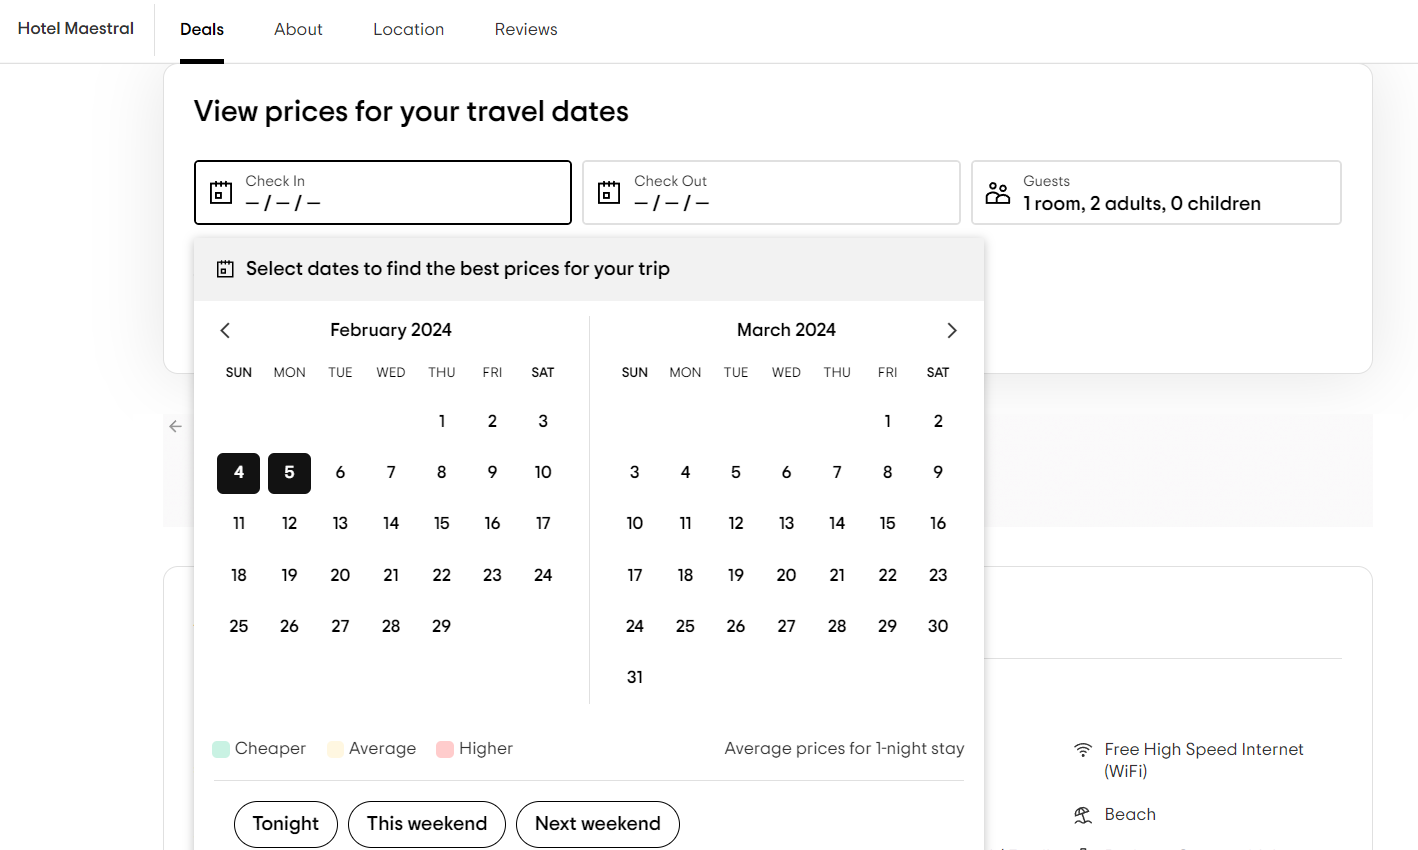 Hotel Maestral
Deals
About
Location
Reviews
View prices for your travel dates
Check In
– / – / –
Check Out
– / – / –
Guests
1 room, 2 adults, 0 children
Select dates to find the best prices for your trip
February 2024
SUN MON TUE WED THU FRI SAT
1 2 3
4 5 6 7 8 9 10
11 12 13 14 15 16 17
18 19 20 21 22 23 24
25 26 27 28 29
March 2024
SUN MON TUE WED THU FRI SAT
1 2
3 4 5 6 7 8 9
10 11 12 13 14 15 16
17 18 19 20 21 22 23
24 25 26 27 28 29 30
31
Cheaper
Average
Higher
Average prices for 1-night stay
Tonight
This weekend
Next weekend
Free High Speed Internet
(WiFi)
Beach